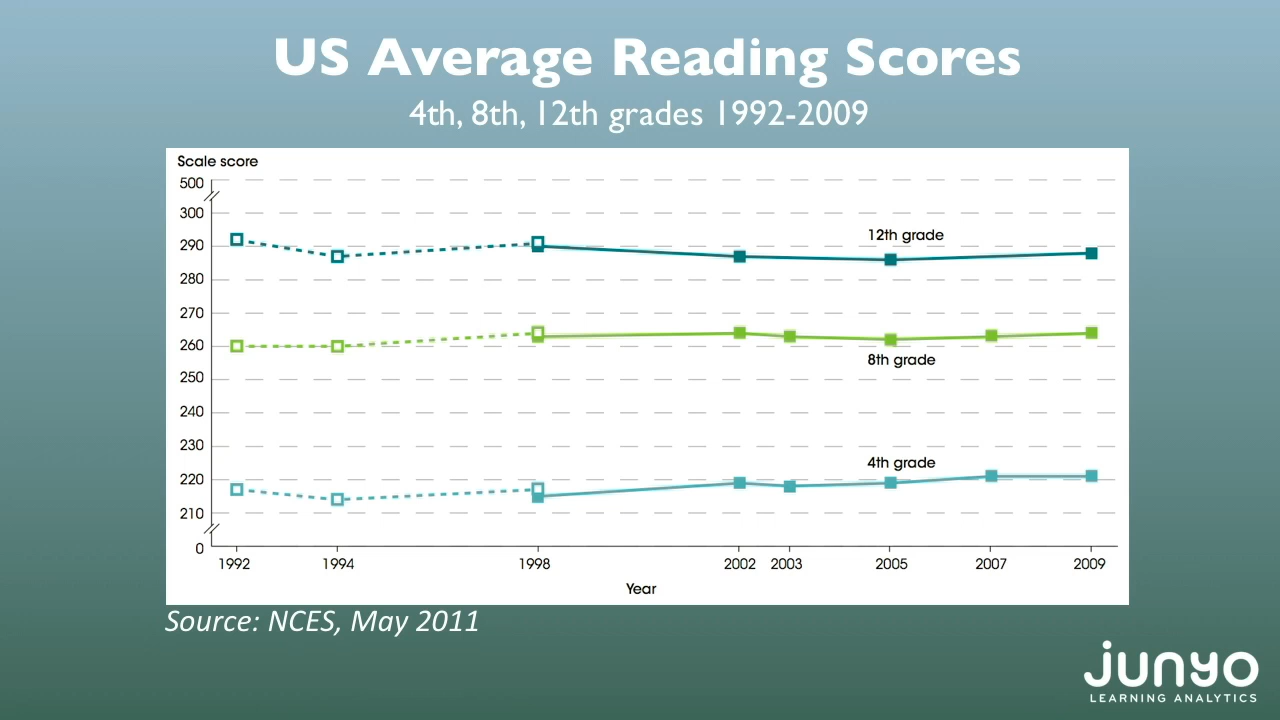 US Average Reading Scores
4th, 8th, 12th grades 1992-2009
Scale score
500
300
290
12th grade
280
270
260
8th grade
250
240
230
4th grade
220
210
0
1992 1994 1998 2002 2003 2005 2007 2009
Year
Source: NCES, May 2011
junyo
LEARNING ANALYTICS